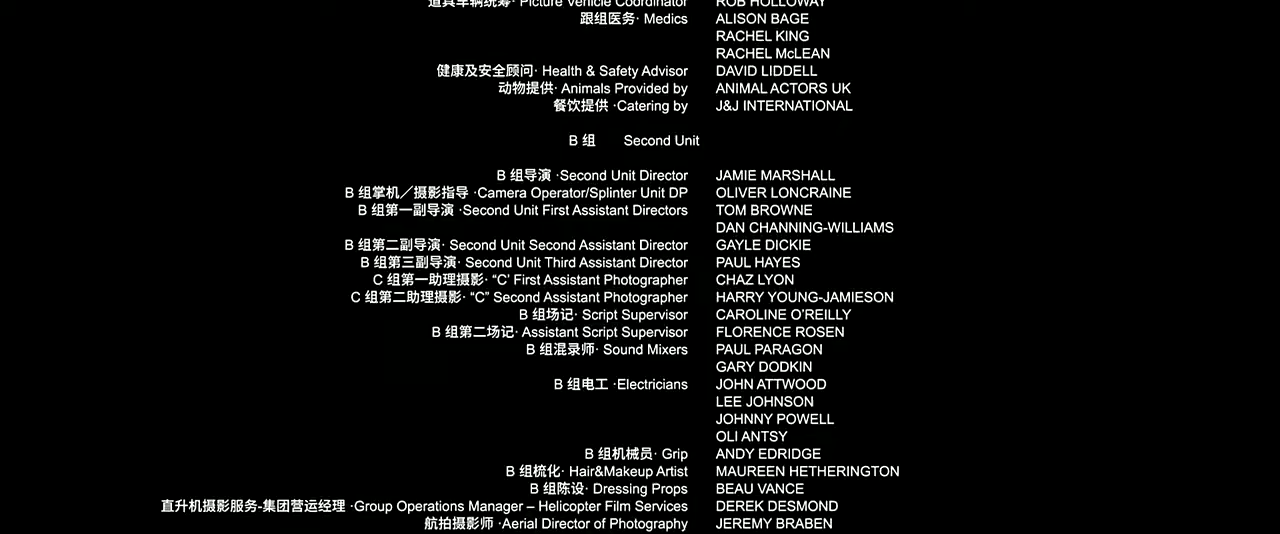 道具车辆统筹· Picture Vehicle Coordinator ROB HOLLOWAY
跟组医务· Medics ALISON BAGE
RACHEL KING
RACHEL McLEAN
健康及安全顾问· Health & Safety Advisor DAVID LIDDELL
动物提供· Animals Provided by ANIMAL ACTORS UK
餐饮提供 ·Catering by J&J INTERNATIONAL
B 组 Second Unit
B 组导演 ·Second Unit Director JAMIE MARSHALL
B 组掌机／摄影指导 ·Camera Operator/Splinter Unit DP OLIVER LONCRAINE
B 组第一副导演 ·Second Unit First Assistant Directors TOM BROWNE
DAN CHANNING-WILLIAMS
B 组第二副导演· Second Unit Second Assistant Director GAYLE DICKIE
B 组第三副导演· Second Unit Third Assistant Director PAUL HAYES
C 组第一助理摄影· “C’ First Assistant Photographer CHAZ LYON
C 组第二助理摄影· “C” Second Assistant Photographer HARRY YOUNG-JAMIESON
B 组场记· Script Supervisor CAROLINE O’REILLY
B 组第二场记· Assistant Script Supervisor FLORENCE ROSEN
B 组混录师· Sound Mixers PAUL PARAGON
GARY DODKIN
B 组电工 ·Electricians JOHN ATTWOOD
LEE JOHNSON
JOHNNY POWELL
OLI ANTSY
B 组机械员· Grip ANDY EDRIDGE
B 组梳化· Hair&Makeup Artist MAUREEN HETHERINGTON
B 组陈设· Dressing Props BEAU VANCE
直升机摄影服务-集团营运经理 ·Group Operations Manager – Helicopter Film Services DEREK DESMOND
航拍摄影师 ·Aerial Director of Photography JEREMY BRABEN